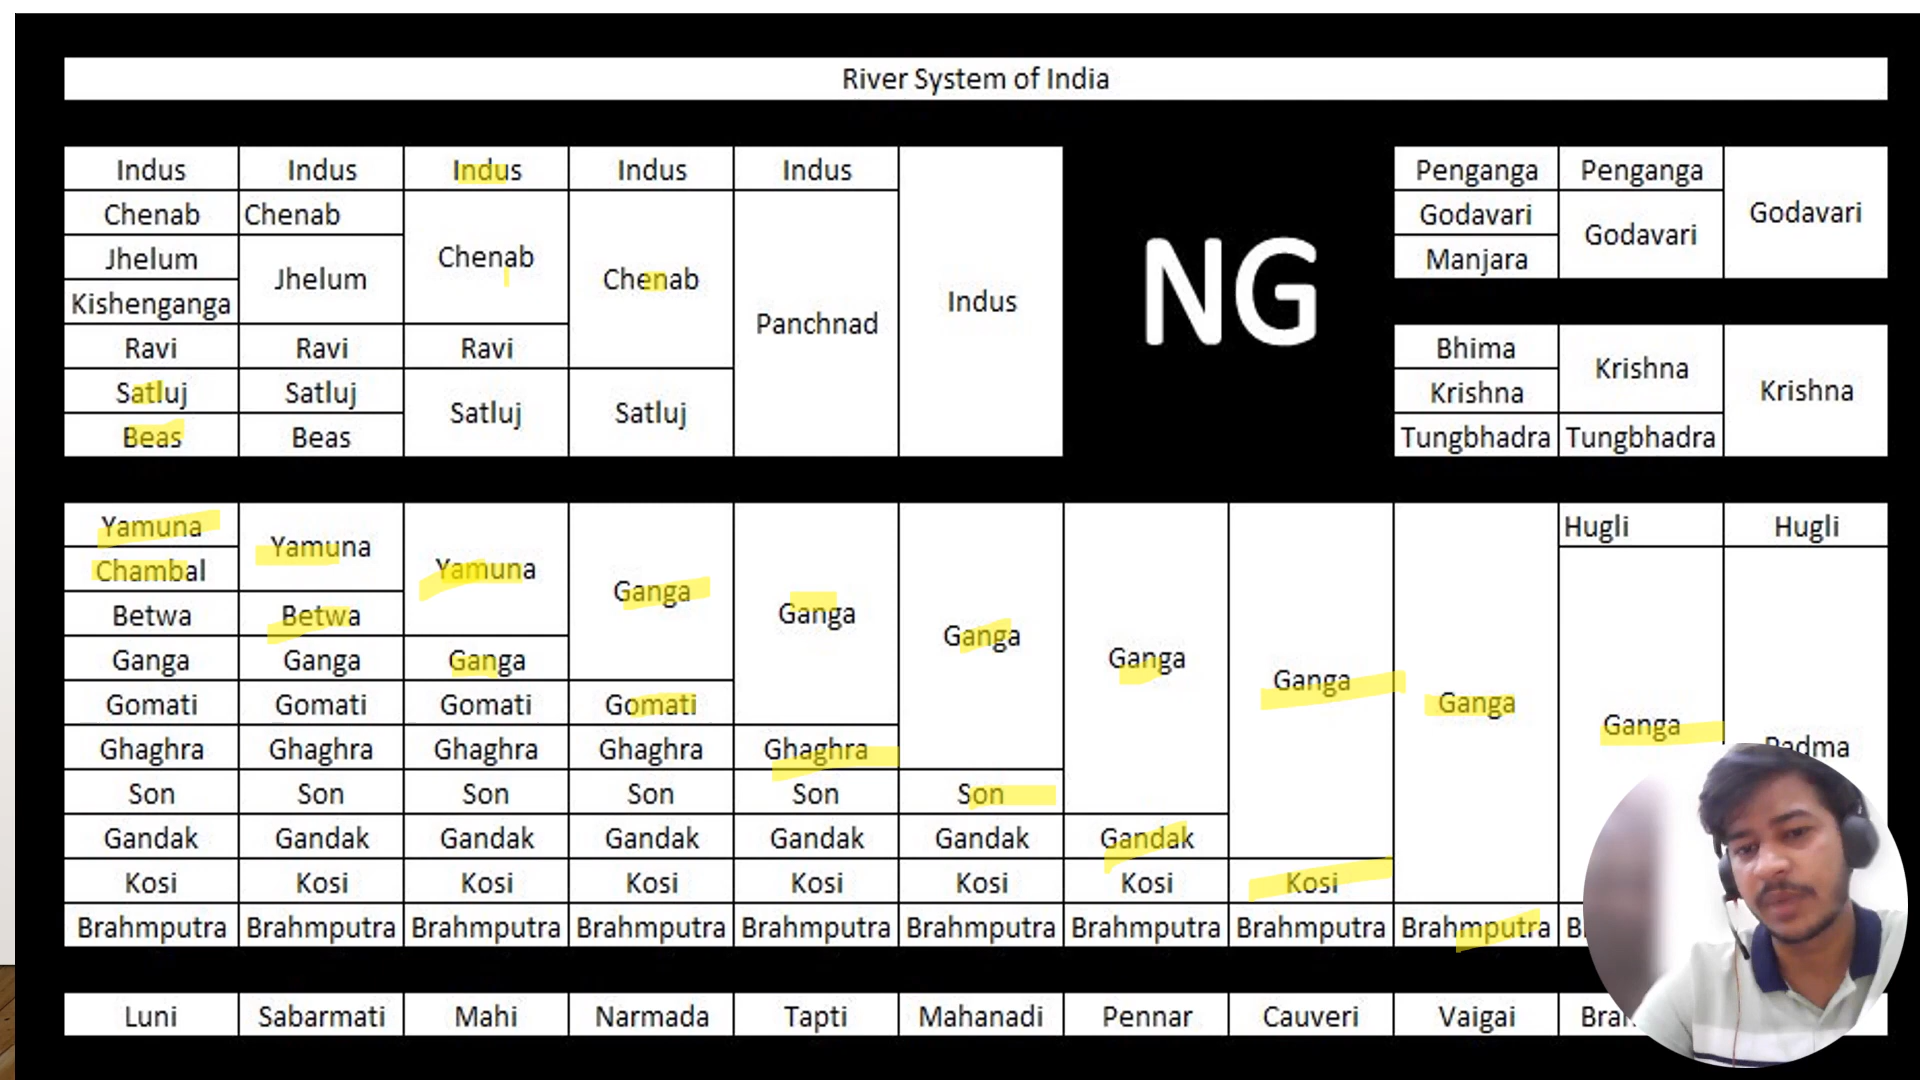 River System of India
Indus Indus Indus Indus Indus Penganga Penganga
Chenab Chenab Godavari Godavari
Jhelum Chenab Godavari
Jhelum Chenab Manjara
Kishenganga Panchnad Indus NG
Ravi Ravi Ravi Bhima Krishna
Satluj Satluj Satluj Satluj Krishna Krishna
Beas Beas Tungbhadra Tungbhadra
Yamuna Yamuna Hugli Hugli
Chambal Yamuna
Betwa Betwa Ganga Ganga
Ganga Ganga Ganga Ganga Ganga Ganga
Gomati Gomati Gomati Gomati Ganga Ganga
Ghaghra Ghaghra Ghaghra Ghaghra Ghaghra Padma
Son Son Son Son Son Son
Gandak Gandak Gandak Gandak Gandak Gandak Gandak
Kosi Kosi Kosi Kosi Kosi Kosi Kosi Kosi
Brahmputra Brahmputra Brahmputra Brahmputra Brahmputra Brahmputra Brahmputra Brahmputra Brahmputra
Luni Sabarmati Mahi Narmada Tapti Mahanadi Pennar Cauveri Vaigai